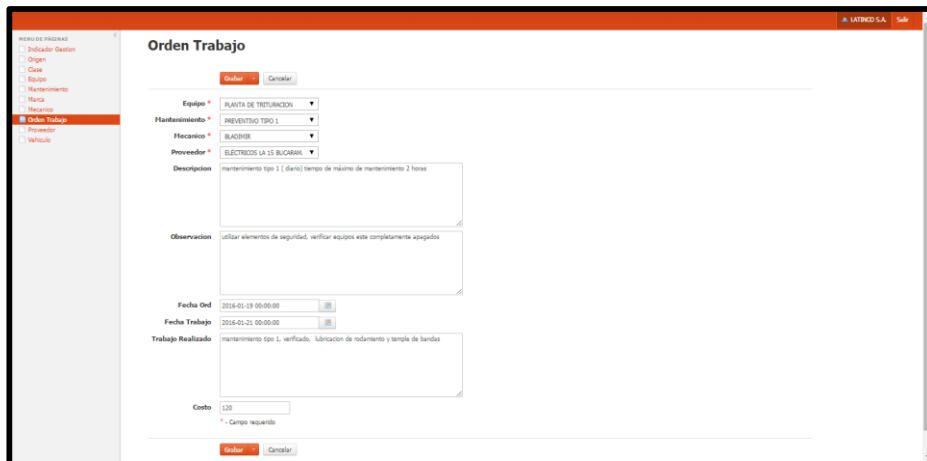 LATINCO S.A. Salir
MENU DE PÁGINAS
Indicador Gestion
Origen
Clase
Equipo
Mantenimiento
Marca
Mecanico
Orden Trabajo
Proveedor
Vehiculo
Orden Trabajo
Grabar Cancelar
Equipo * PLANTA DE TRITURACION
Mantenimiento * PREVENTIVO TIPO 1
Mecanico * BLADIMIR
Proveedor * ELÉCTRICOS LA 15 BUCARAM.
Descripcion mantenimiento tipo 1 ( diario) tiempo de máximo de mantenimiento 2 horas
Observacion utilizar elementos de seguridad, verificar equipos este completamente apagados
Fecha Ord 2016-01-19 00:00:00
Fecha Trabajo 2016-01-21 00:00:00
Trabajo Realizado mantenimiento tipo 1, verificado, lubricacion de rodamiento y temple de bandas
Costo 120
* - Campo requerido
Grabar Cancelar